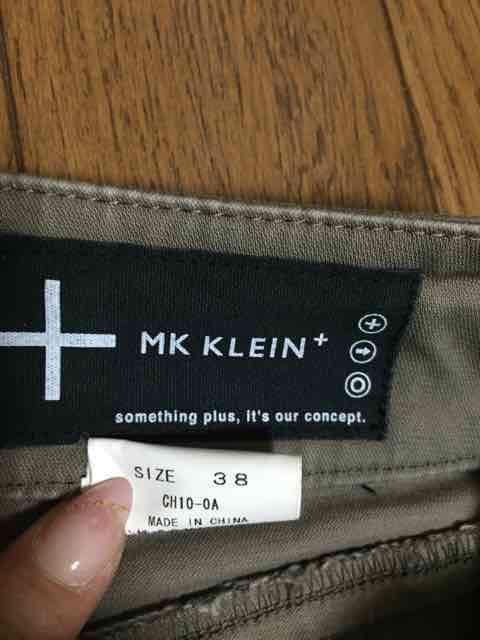 MK KLEIN+
something plus, it's our concept.
SIZE 38
CH10-0A
MADE IN CHINA